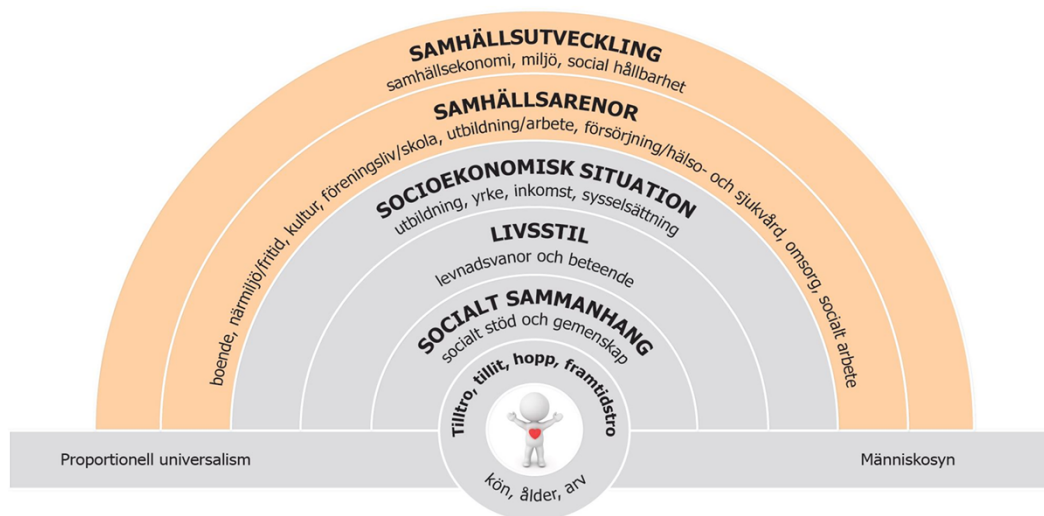 SAMHÄLLSUTVECKLING
samhällsekonomi, miljö, social hållbarhet
SAMHÄLLSARENOR
boende, närmiljö/fritid, kultur, föreningsliv/skola, utbildning/arbete, försörjning/hälso- och sjukvård, omsorg, socialt arbete
SOCIOEKONOMISK SITUATION
utbildning, yrke, inkomst, sysselsättning
LIVSSTIL
levnadsvanor och beteende
SOCIALT SAMMANHANG
socialt stöd och gemenskap
Tilltro, tillit, hopp, framtidstro
kön, ålder, arv
Proportionell universalism
Människosyn